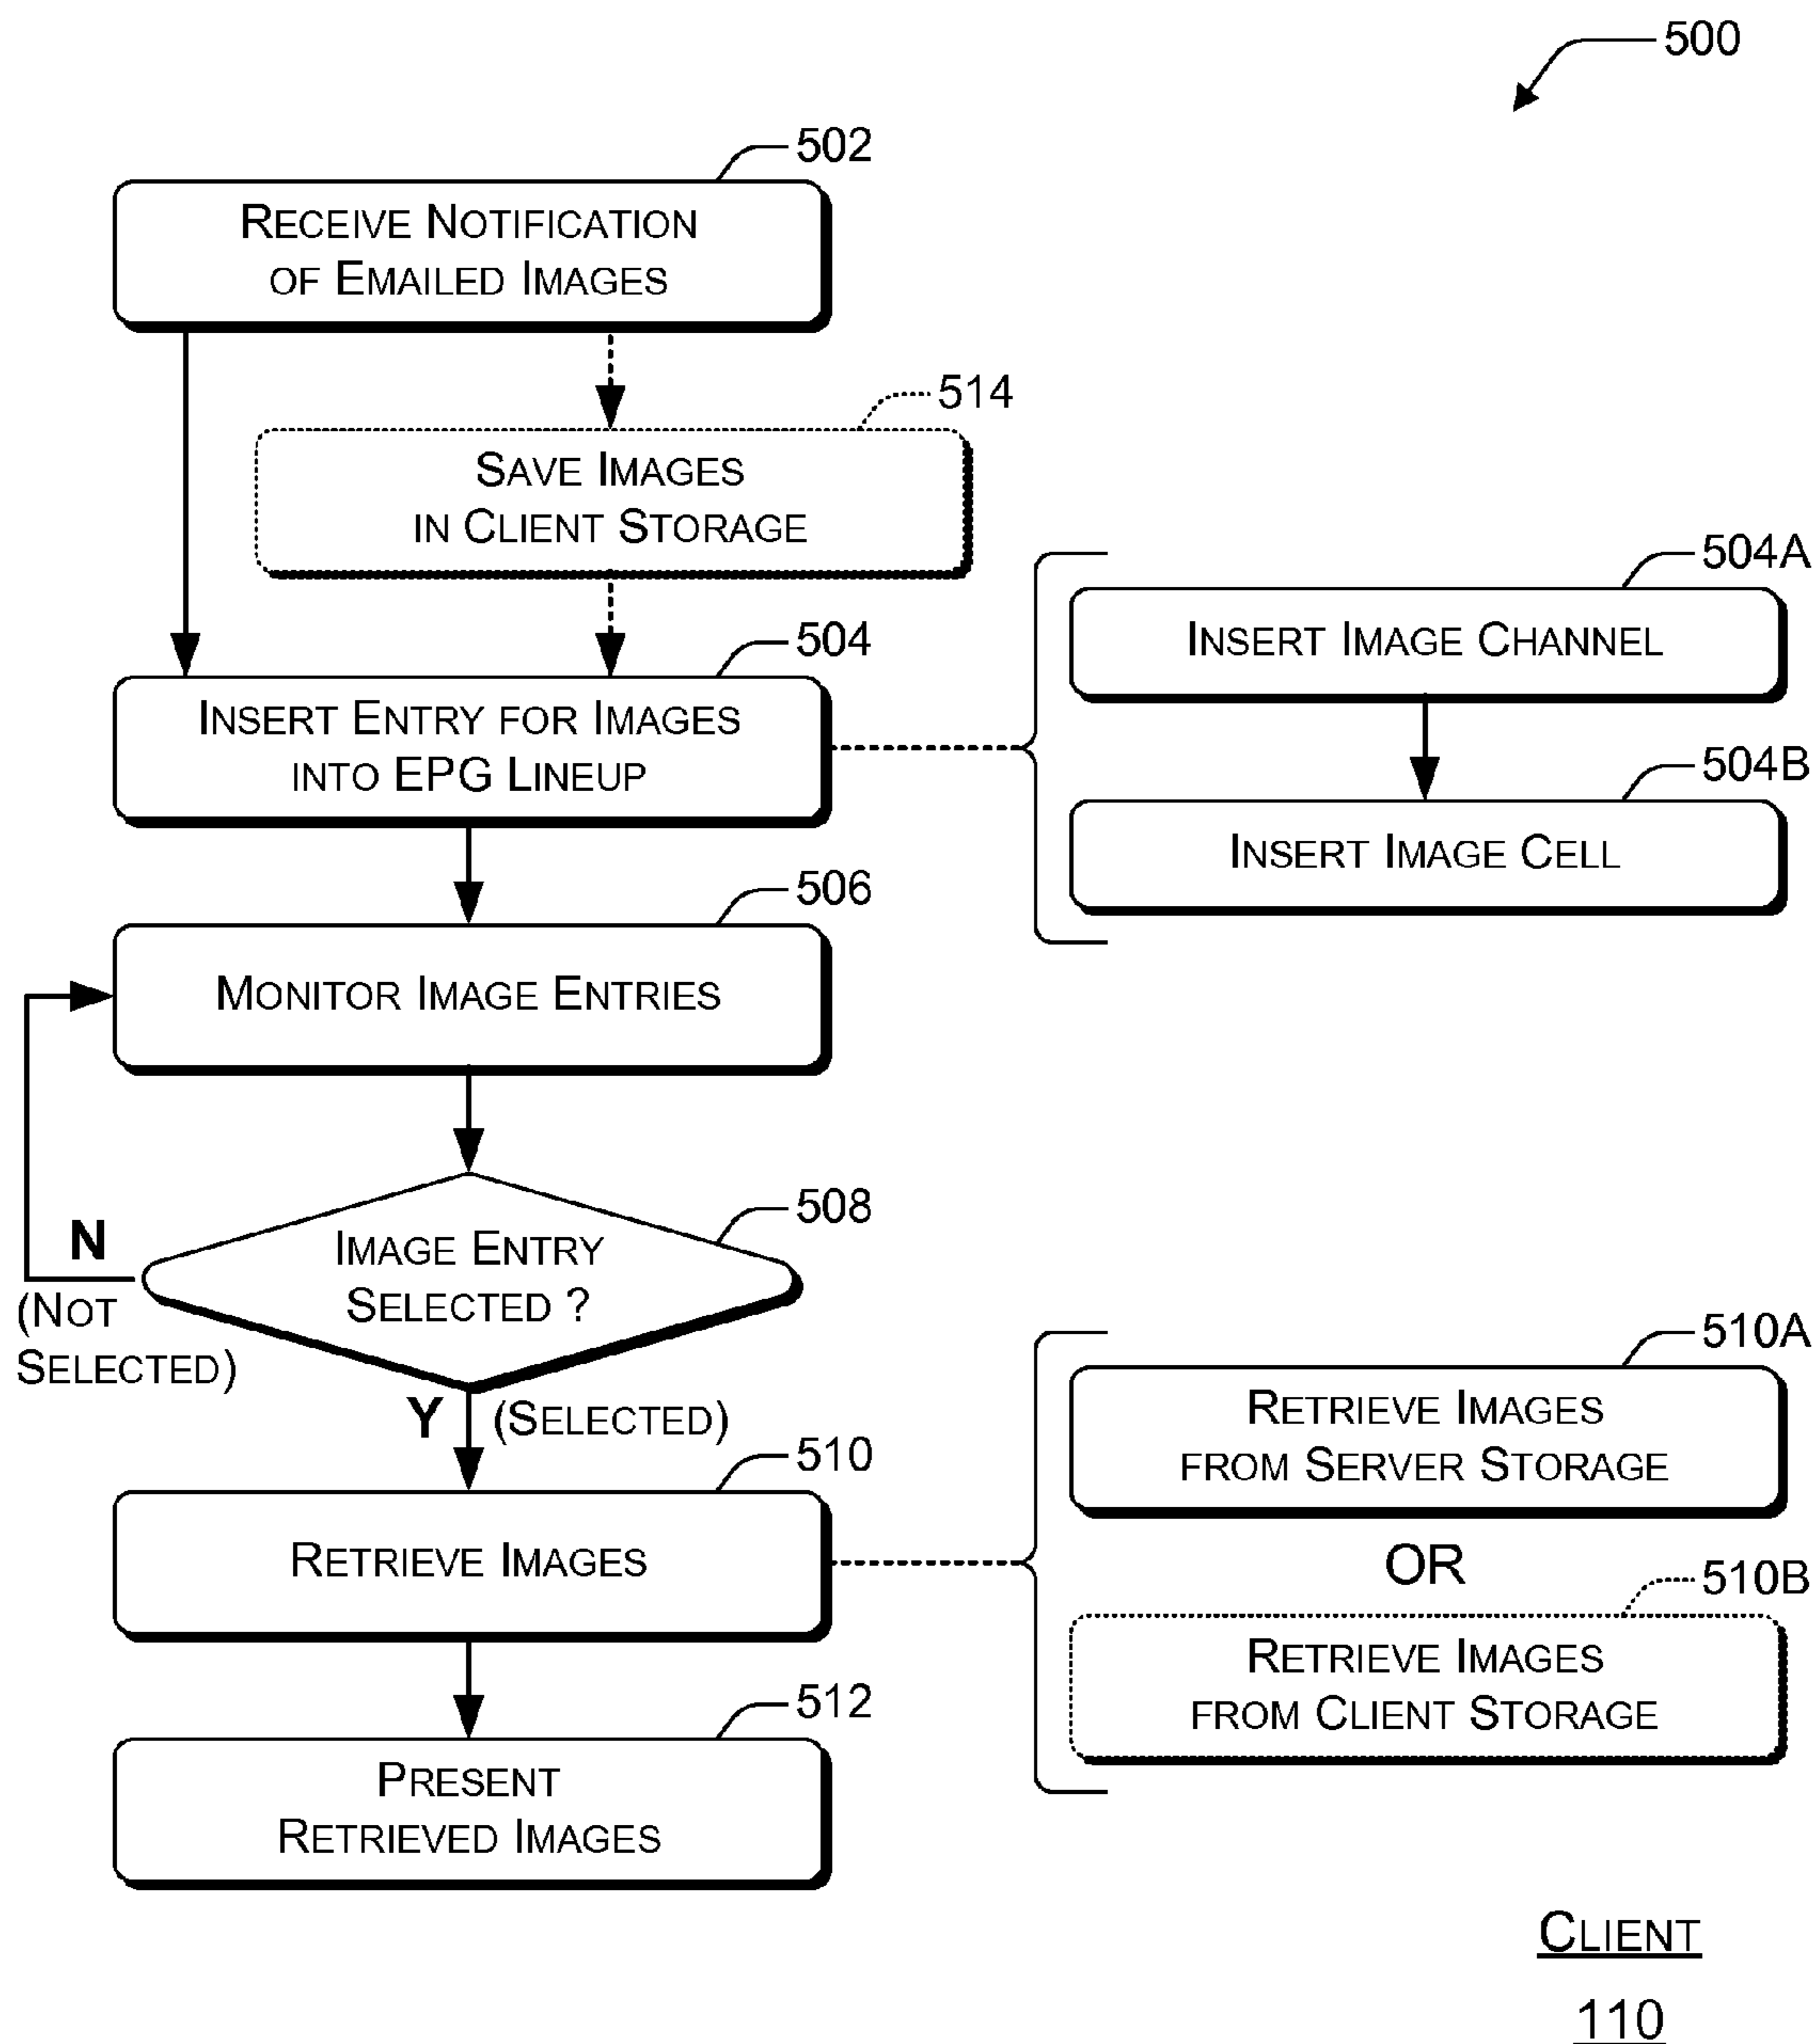 500
502
Receive Notification
of Emailed Images
514
Save Images
in Client Storage
504
Insert Entry for Images
into EPG Lineup
504A
Insert Image Channel
504B
Insert Image Cell
506
Monitor Image Entries
508
Image Entry
Selected ?
N
(Not
Selected)
Y (Selected)
510
Retrieve Images
510A
Retrieve Images
from Server Storage
OR
510B
Retrieve Images
from Client Storage
512
Present
Retrieved Images
Client
110